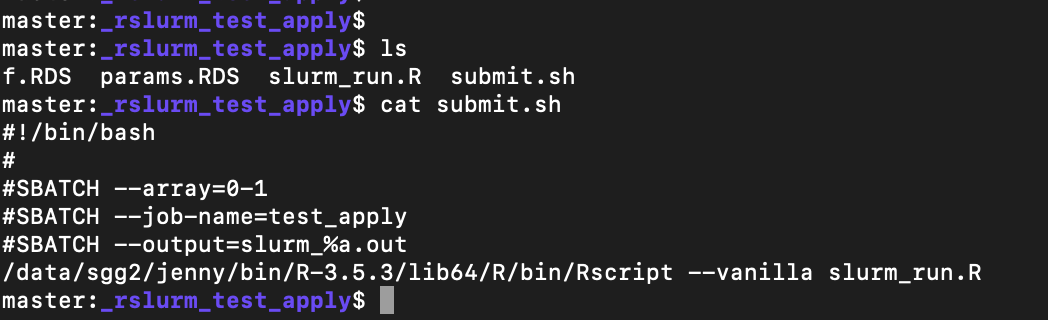 master:_rslurm_test_apply$
master:_rslurm_test_apply$ ls
f.RDS  params.RDS  slurm_run.R  submit.sh
master:_rslurm_test_apply$ cat submit.sh
#!/bin/bash
#
#SBATCH --array=0-1
#SBATCH --job-name=test_apply
#SBATCH --output=slurm_%a.out
/data/sgg2/jenny/bin/R-3.5.3/lib64/R/bin/Rscript --vanilla slurm_run.R
master:_rslurm_test_apply$